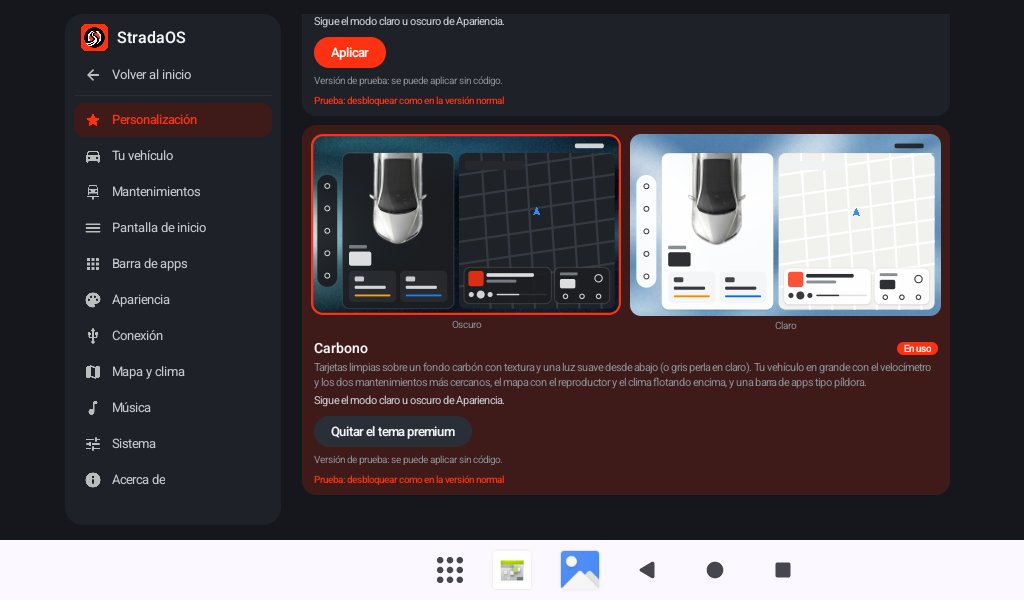 StradaOS
Volver al inicio
Personalización
Tu vehículo
Mantenimientos
Pantalla de inicio
Barra de apps
Apariencia
Conexión
Mapa y clima
Música
Sistema
Acerca de
Sigue el modo claro u oscuro de Apariencia.
Aplicar
Versión de prueba: se puede aplicar sin código.
Prueba: desbloquear como en la versión normal
Oscuro
Claro
Carbono
En uso
Tarjetas limpias sobre un fondo carbón con textura y una luz suave desde abajo (o gris perla en claro). Tu vehículo en grande con el velocímetro
y los dos mantenimientos más cercanos, el mapa con el reproductor y el clima flotando encima, y una barra de apps tipo píldora.
Sigue el modo claro u oscuro de Apariencia.
Quitar el tema premium
Versión de prueba: se puede aplicar sin código.
Prueba: desbloquear como en la versión normal